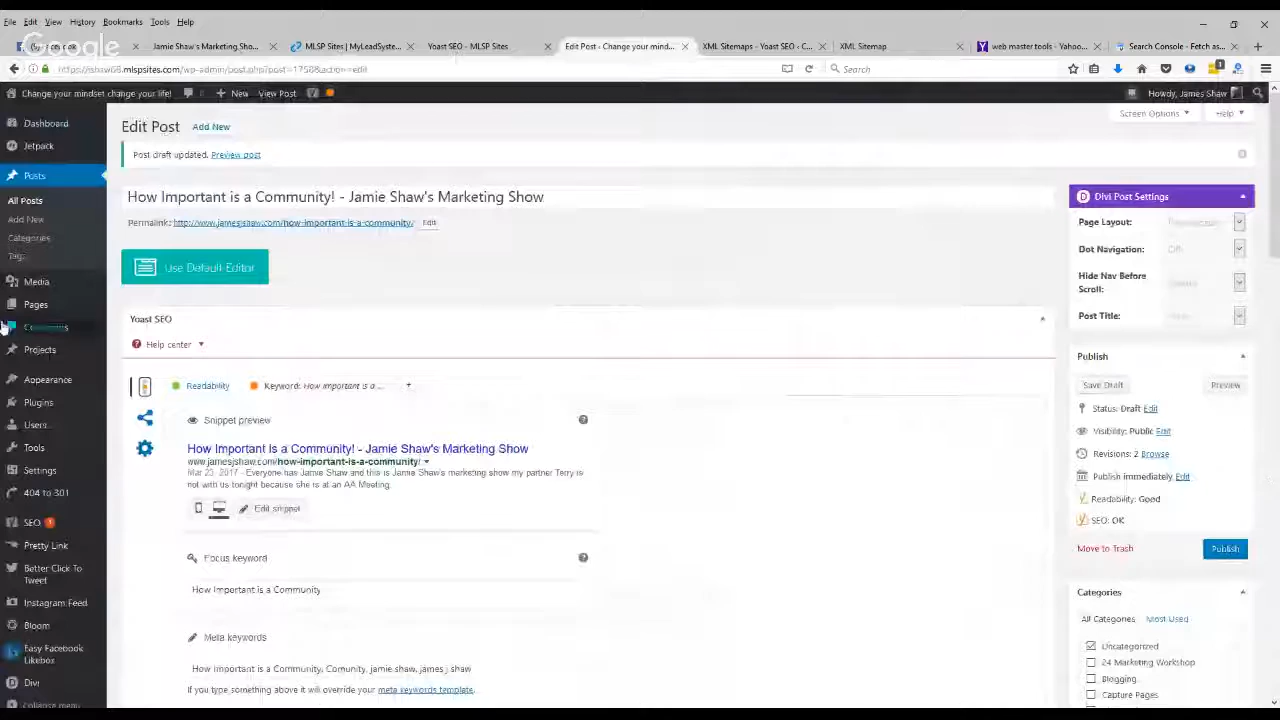 File Edit View History Bookmarks Tools Help
Google
Jamie Shaw's Marketing Sho...
MLSP Sites | MyLeadSystem...
Yoast SEO - MLSP Sites
Edit Post - Change your mind...
XML Sitemaps - Yoast SEO : C...
XML Sitemap
web master tools - Yahoo...
Search Console - Fetch as...
Search
Change your mindset change your life!
New
View Post
Howdy, James Shaw
Dashboard
Jetpack
Posts
All Posts
Add New
Categories
Tags
Media
Pages
Comments
Projects
Appearance
Plugins
Users
Tools
Settings
404 to 301
SEO 1
Pretty Link
Better Click To
Tweet
Instagram Feed
Bloom
Easy Facebook
Likebox
Divi
Collapse menu
Edit Post
Add New
Screen Options
Help
Post draft updated. Preview post
How Important is a Community! - Jamie Shaw's Marketing Show
Permalink: http://www.jamesjshaw.com/how-important-is-a-community/ Edit
Use Default Editor
Yoast SEO
Help center
Readability
Keyword: How important is a ...
+
Snippet preview
How Important is a Community! - Jamie Shaw's Marketing Show
www.jamesjshaw.com/how-important-is-a-community/
Mar 23, 2017 - Everyone has Jamie Shaw and this is Jamie Shaw's marketing show my partner Terry is
not with us tonight because she is at an AA Meeting.
Edit snippet
Focus keyword
How Important is a Community
Meta keywords
How Important is a Community, Comunity, jamie shaw, james j shaw
If you type something above it will override your meta keywords template.
Divi Post Settings
Page Layout:
Dot Navigation:
Off
Hide Nav Before
Scroll:
Post Title:
Publish
Save Draft
Preview
Status: Draft Edit
Visibility: Public Edit
Revisions: 2 Browse
Publish immediately Edit
Readability: Good
SEO: OK
Move to Trash
Publish
Categories
All Categories
Most Used
Uncategorized
24 Marketing Workshop
Blogging
Capture Pages